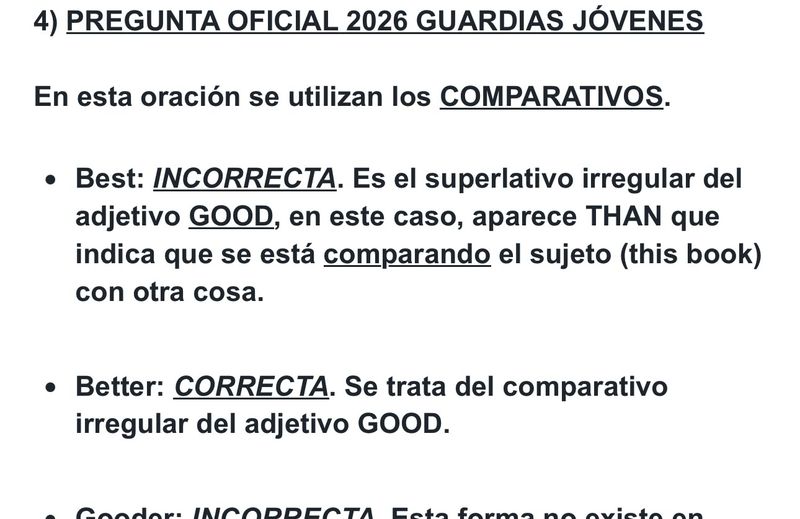 4) PREGUNTA OFICIAL 2026 GUARDIAS JÓVENES
En esta oración se utilizan los COMPARATIVOS.
• Best: INCORRECTA. Es el superlativo irregular del
adjetivo GOOD, en este caso, aparece THAN que
indica que se está comparando el sujeto (this book)
con otra cosa.
• Better: CORRECTA. Se trata del comparativo
irregular del adjetivo GOOD.
• Gooder: INCORRECTA. Esta forma no existe en